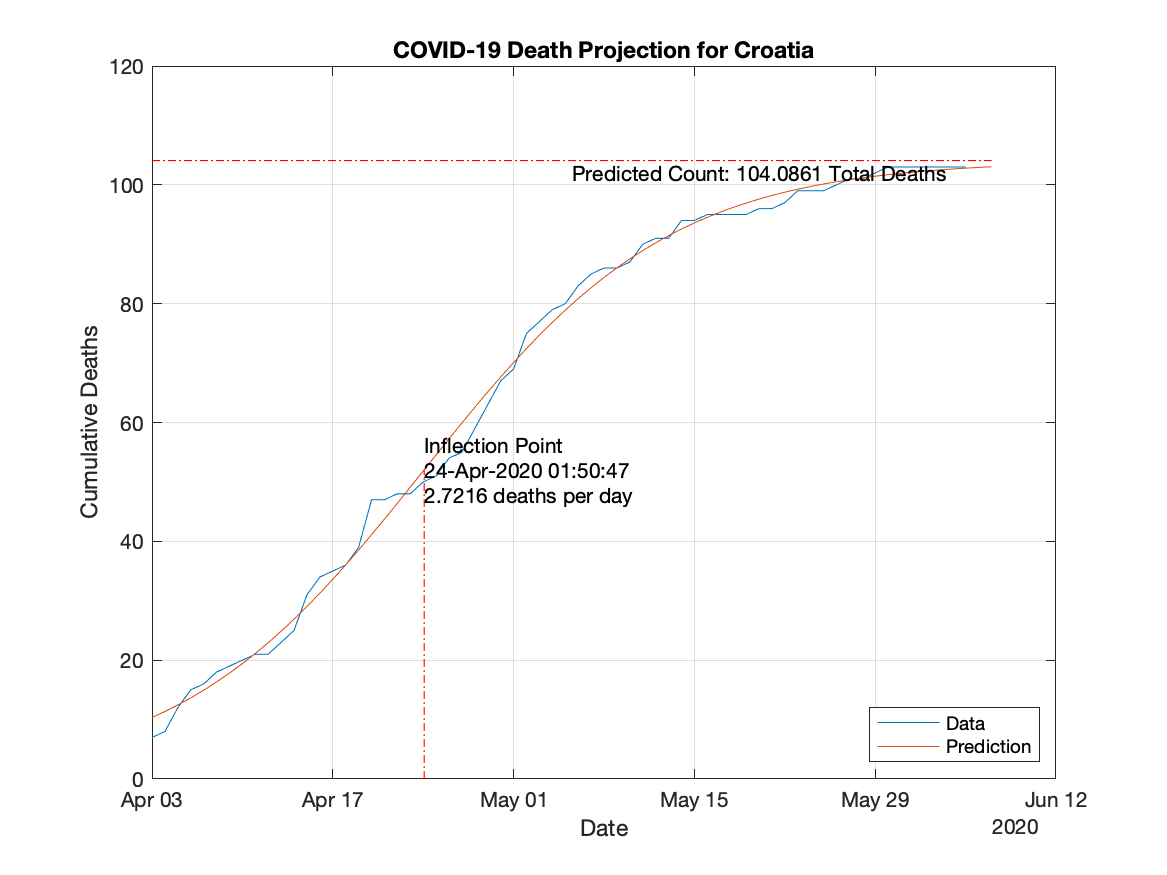 COVID-19 Death Projection for Croatia
120
100
80
60
40
20
0
Cumulative Deaths
Predicted Count: 104.0861 Total Deaths
Inflection Point
24-Apr-2020 01:50:47
2.7216 deaths per day
Data
Prediction
Apr 03 Apr 17 May 01 May 15 May 29 Jun 12
Date
2020